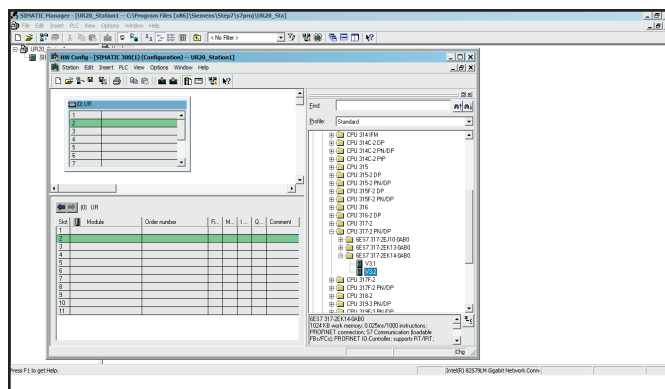 SIMATIC Manager - [UR20_Station1 -- C:\Program Files (x86)\Siemens\Step7\s7proj\UR20_Sta]
File Edit Insert PLC View Options Window Help
< No Filter >
UR20_Station1
SI
HW Config - [SIMATIC 300(1) (Configuration) -- UR20_Station1]
Station Edit Insert PLC View Options Window Help
(0) UR
1
2
3
4
5
6
7
Find:
Profile: Standard
CPU 314 IFM
CPU 314C-2 DP
CPU 314C-2 PN/DP
CPU 314C-2 PtP
CPU 315
CPU 315-2 DP
CPU 315-2 PN/DP
CPU 315F-2 DP
CPU 315F-2 PN/DP
CPU 316
CPU 316-2 DP
CPU 317-2
CPU 317-2 PN/DP
6ES7 317-2EJ10-0AB0
6ES7 317-2EK13-0AB0
6ES7 317-2EK14-0AB0
V3.1
V3.2
CPU 317F-2
CPU 317F-2 PN/DP
CPU 318-2
CPU 319-3 PN/DP
CPU 319F-3 PN/DP
(0) UR
Slot Module Order number Fi... M... I... Q... Comment
1
2
3
4
5
6
7
8
9
10
11
6ES7 317-2EK14-0AB0
1024 KB work memory; 0.025ms/1000 instructions;
PROFINET connection; S7 Communication (loadable
FBs/FCs); PROFINET IO Controller; supports RT/IRT;
Chg
Press F1 to get Help.
Intel(R) 82579LM Gigabit Network Conn